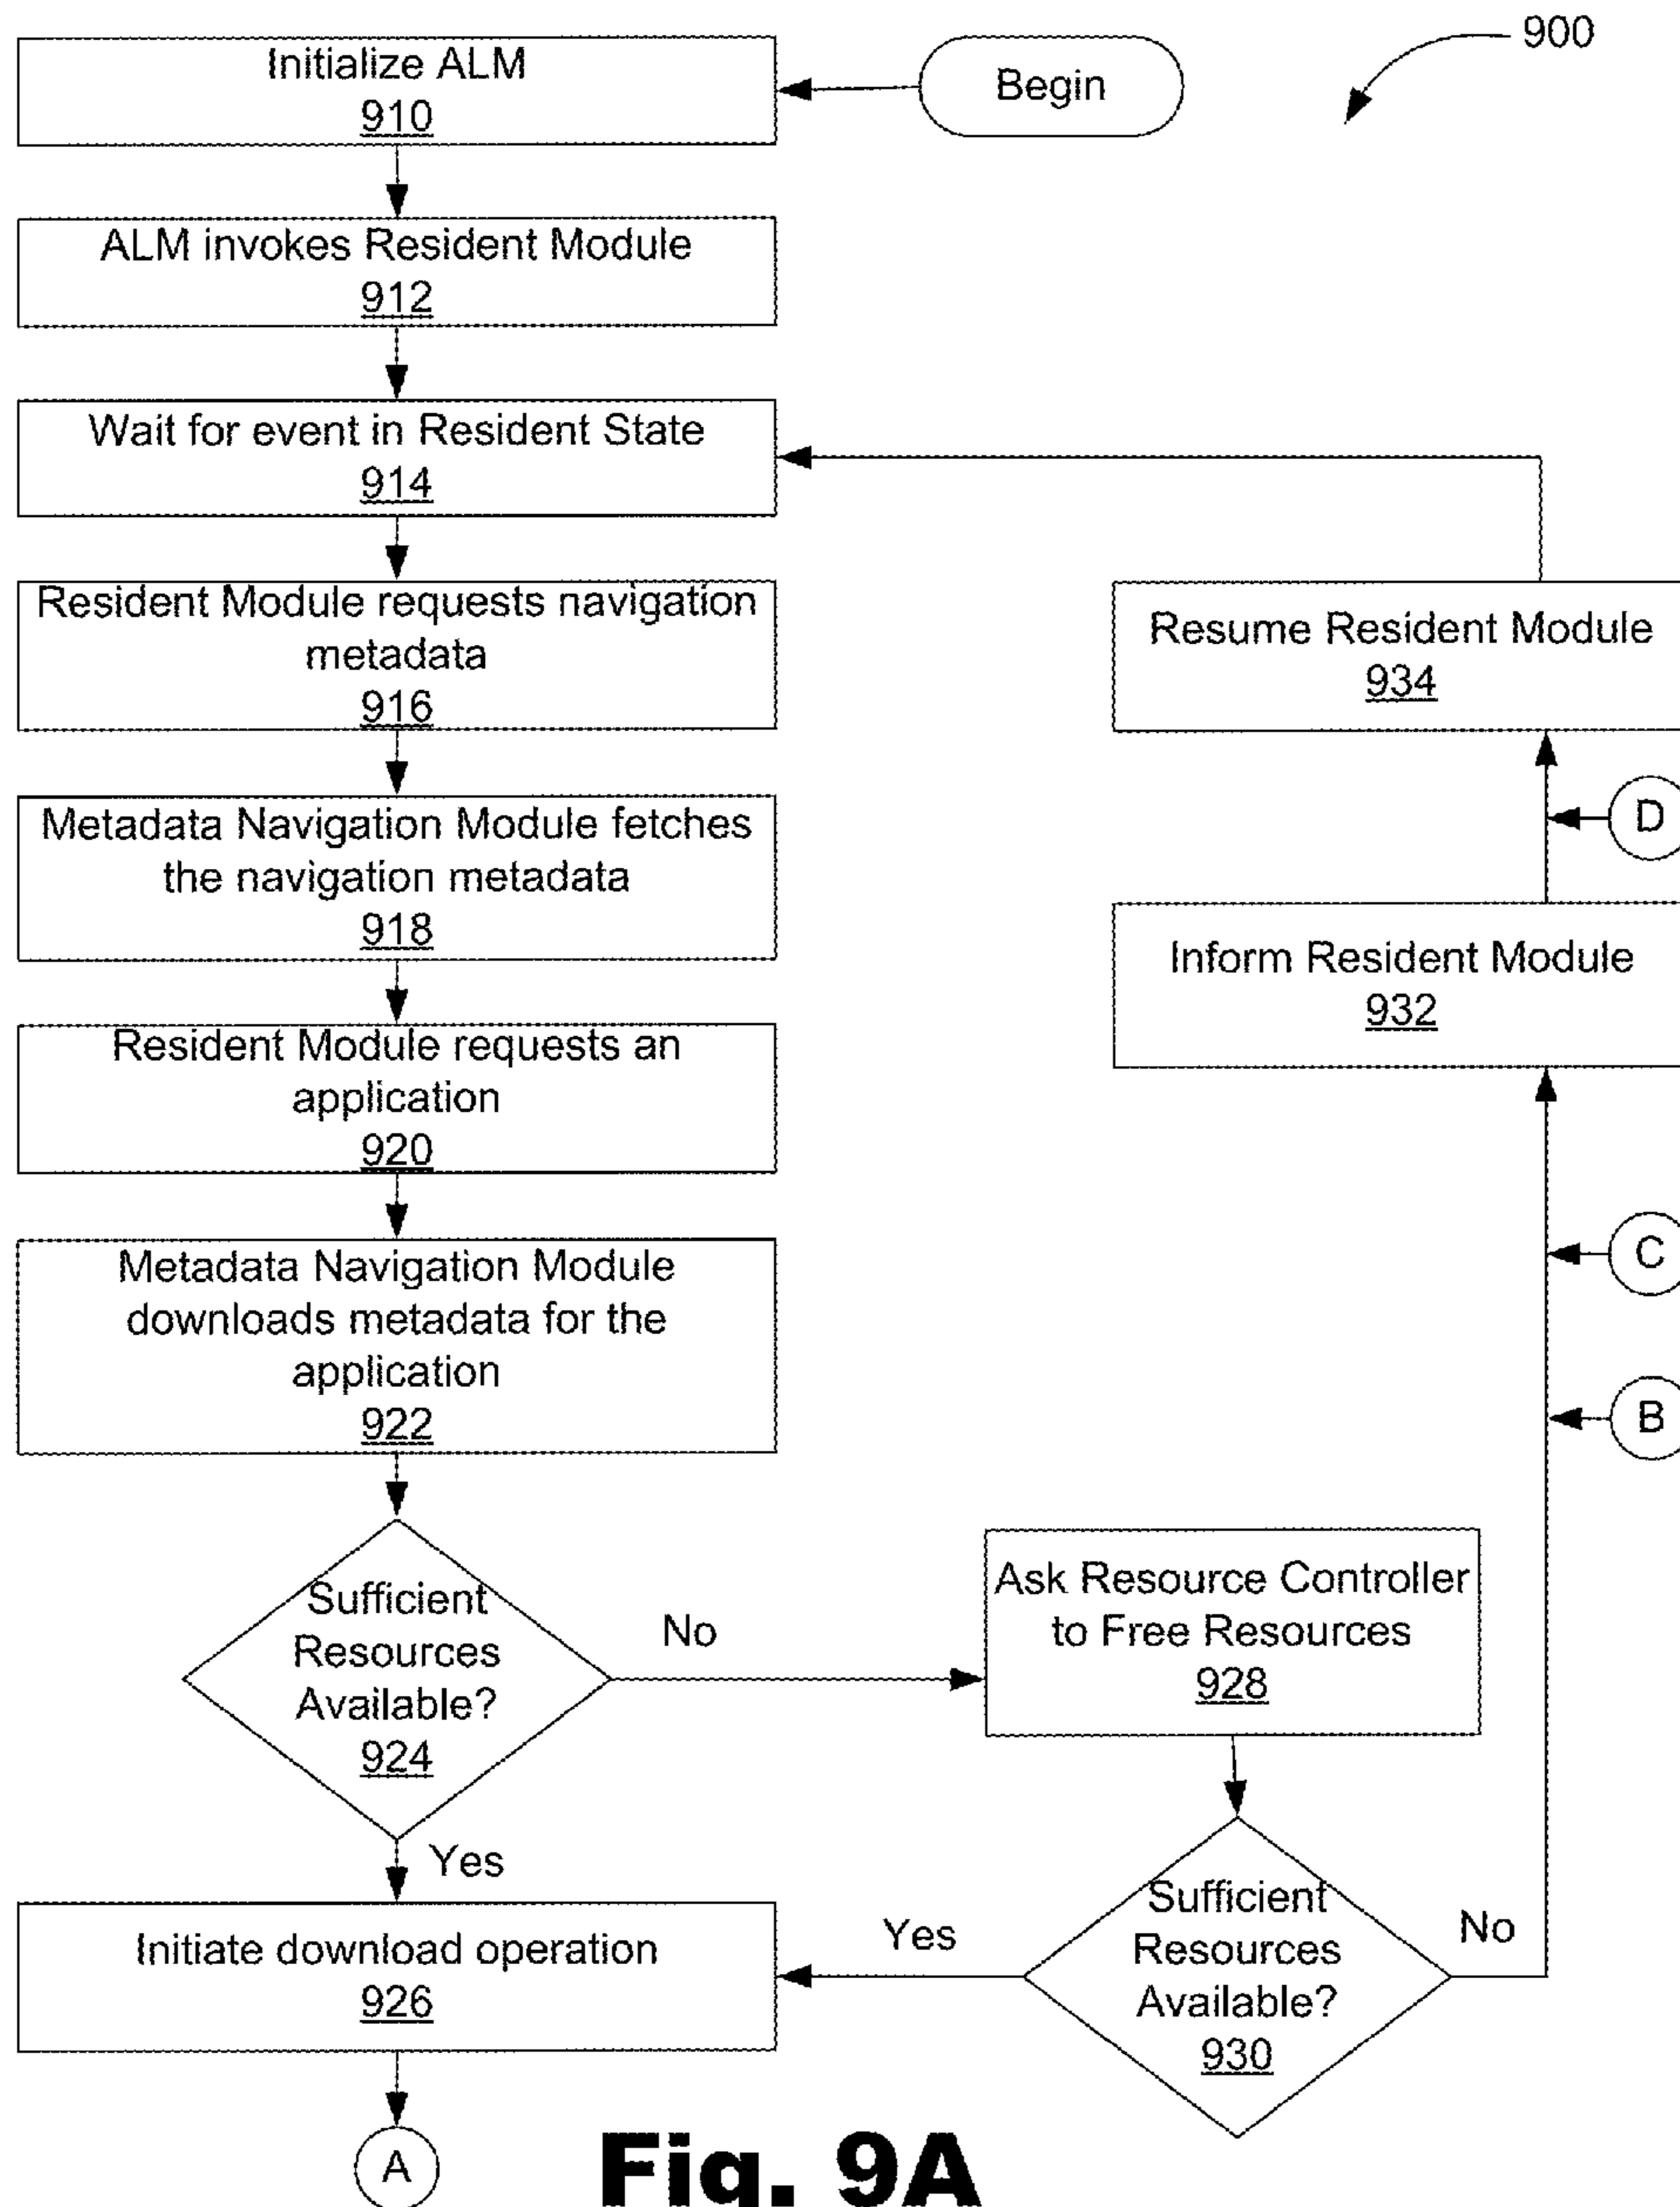 900
Begin
Initialize ALM
910
ALM invokes Resident Module
912
Wait for event in Resident State
914
Resident Module requests navigation
metadata
916
Resume Resident Module
934
Metadata Navigation Module fetches
the navigation metadata
918
D
Inform Resident Module
932
Resident Module requests an
application
920
C
Metadata Navigation Module
downloads metadata for the
application
922
B
Sufficient
Resources
Available?
924
No
Ask Resource Controller
to Free Resources
928
Yes
Initiate download operation
926
Yes
Sufficient
Resources
Available?
930
No
A
Fig. 9A